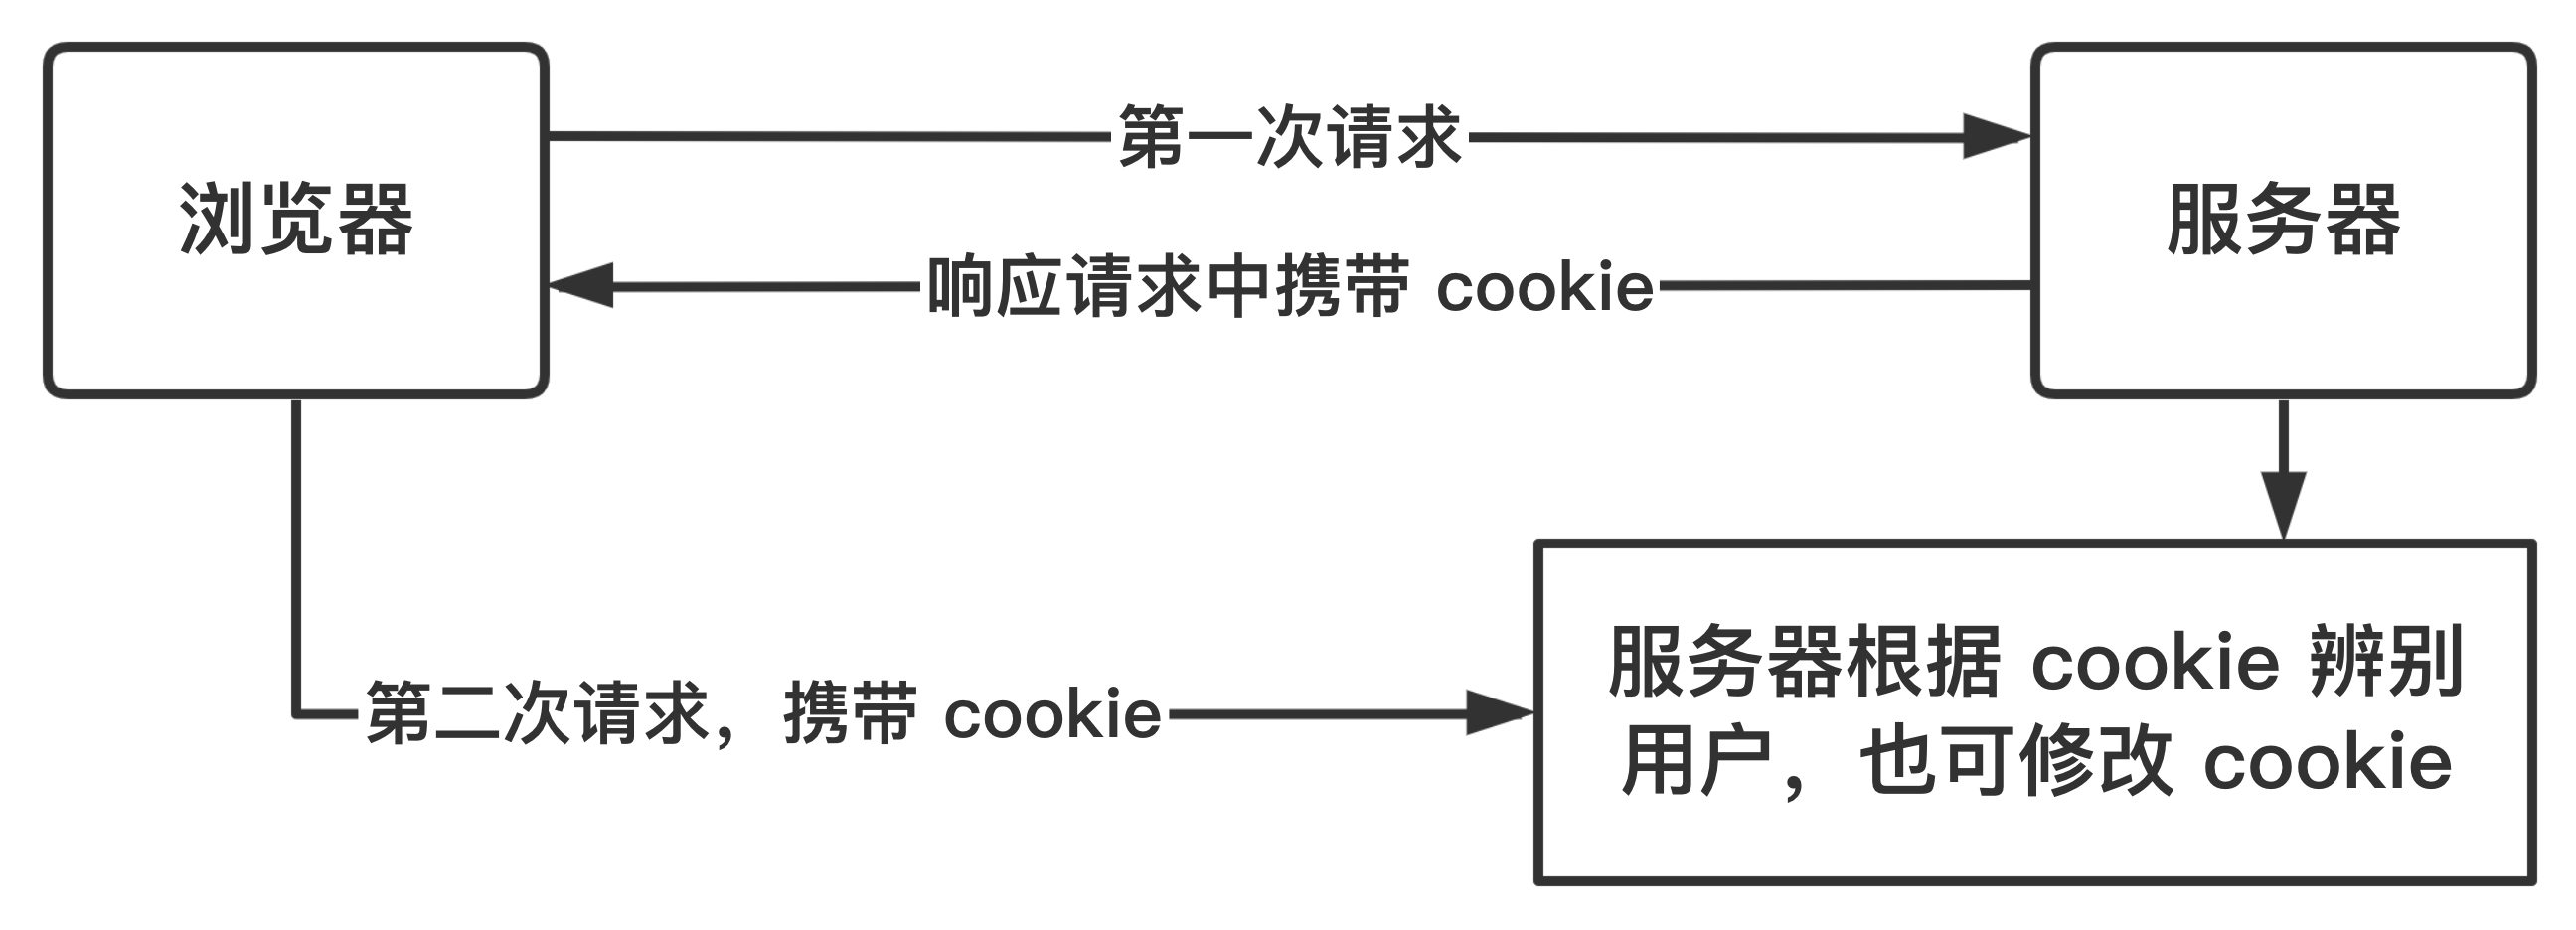 第一次请求
浏览器
服务器
响应请求中携带 cookie
服务器根据 cookie 辨别
用户，也可修改 cookie
第二次请求，携带 cookie